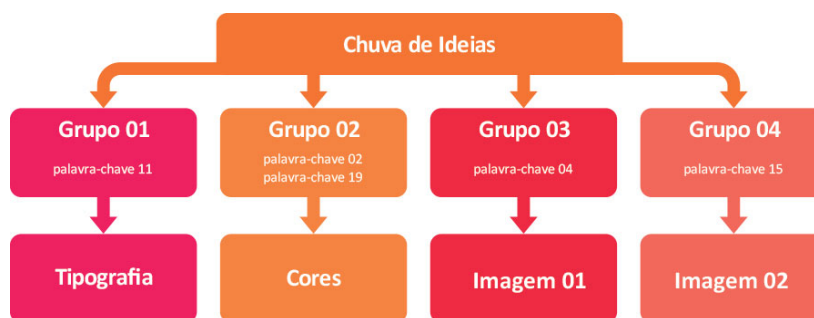 Chuva de Ideias
Grupo 01
palavra-chave 11
Grupo 02
palavra-chave 02
palavra-chave 19
Grupo 03
palavra-chave 04
Grupo 04
palavra-chave 15
Tipografia
Cores
Imagem 01
Imagem 02